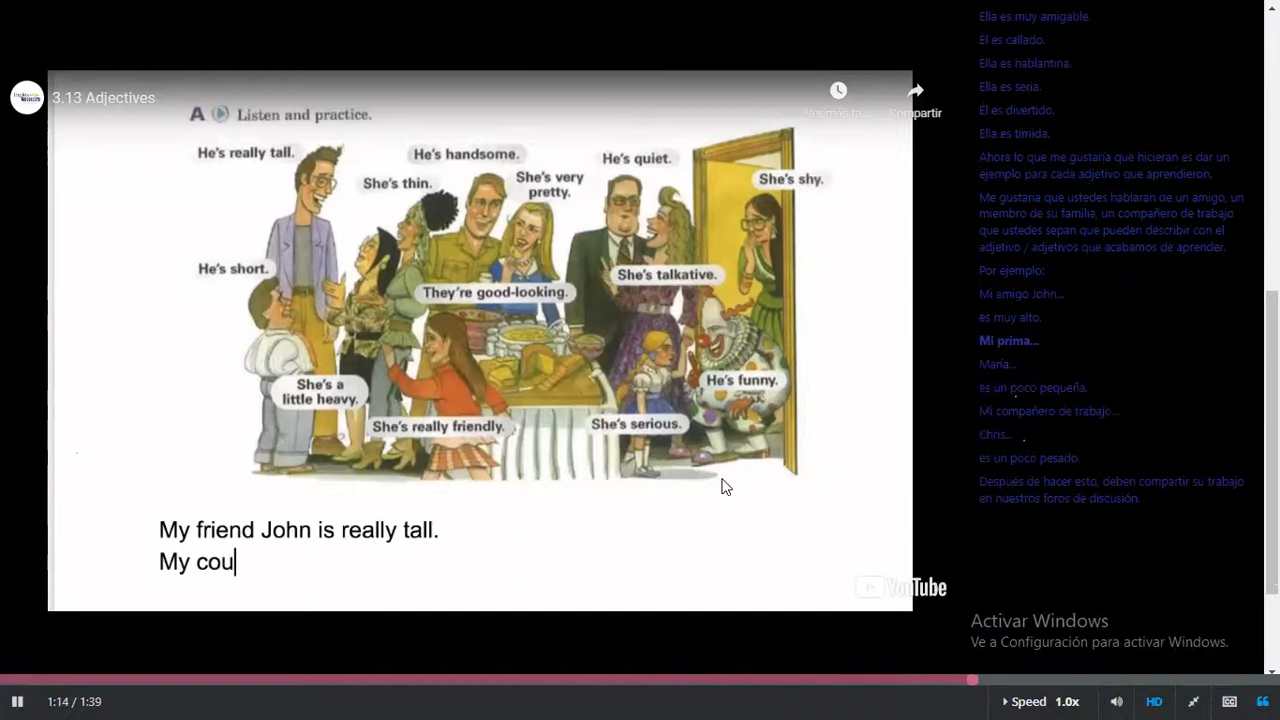 Ella es muy amigable.
Él es callado.
Ella es hablantina.
Ella es seria.
Él es divertido.
Ella es tímida.
Ahora lo que me gustaría que hicieran es dar un
ejemplo para cada adjetivo que aprendieron.
Me gustaría que ustedes hablaran de un amigo, un
miembro de su familia, un compañero de trabajo
que ustedes sepan que pueden describir con el
adjetivo / adjetivos que acabamos de aprender.
Por ejemplo:
Mi amigo John...
es muy alto.
Mi prima...
María...
es un poco pequeña.
Mi compañero de trabajo...
Chris...
es un poco pesado.
Después de hacer esto, deben compartir su trabajo
en nuestros foros de discusión.
3.13 Adjectives
Ver más ta...
Compartir
A Listen and practice.
He's really tall.
He's handsome.
She's thin.
She's very
pretty.
He's quiet.
She's shy.
He's short.
They're good-looking.
She's talkative.
She's a
little heavy.
She's really friendly.
She's serious.
He's funny.
My friend John is really tall.
My cou
YouTube
Activar Windows
Ve a Configuración para activar Windows.
1:14 / 1:39
Speed 1.0x
HD